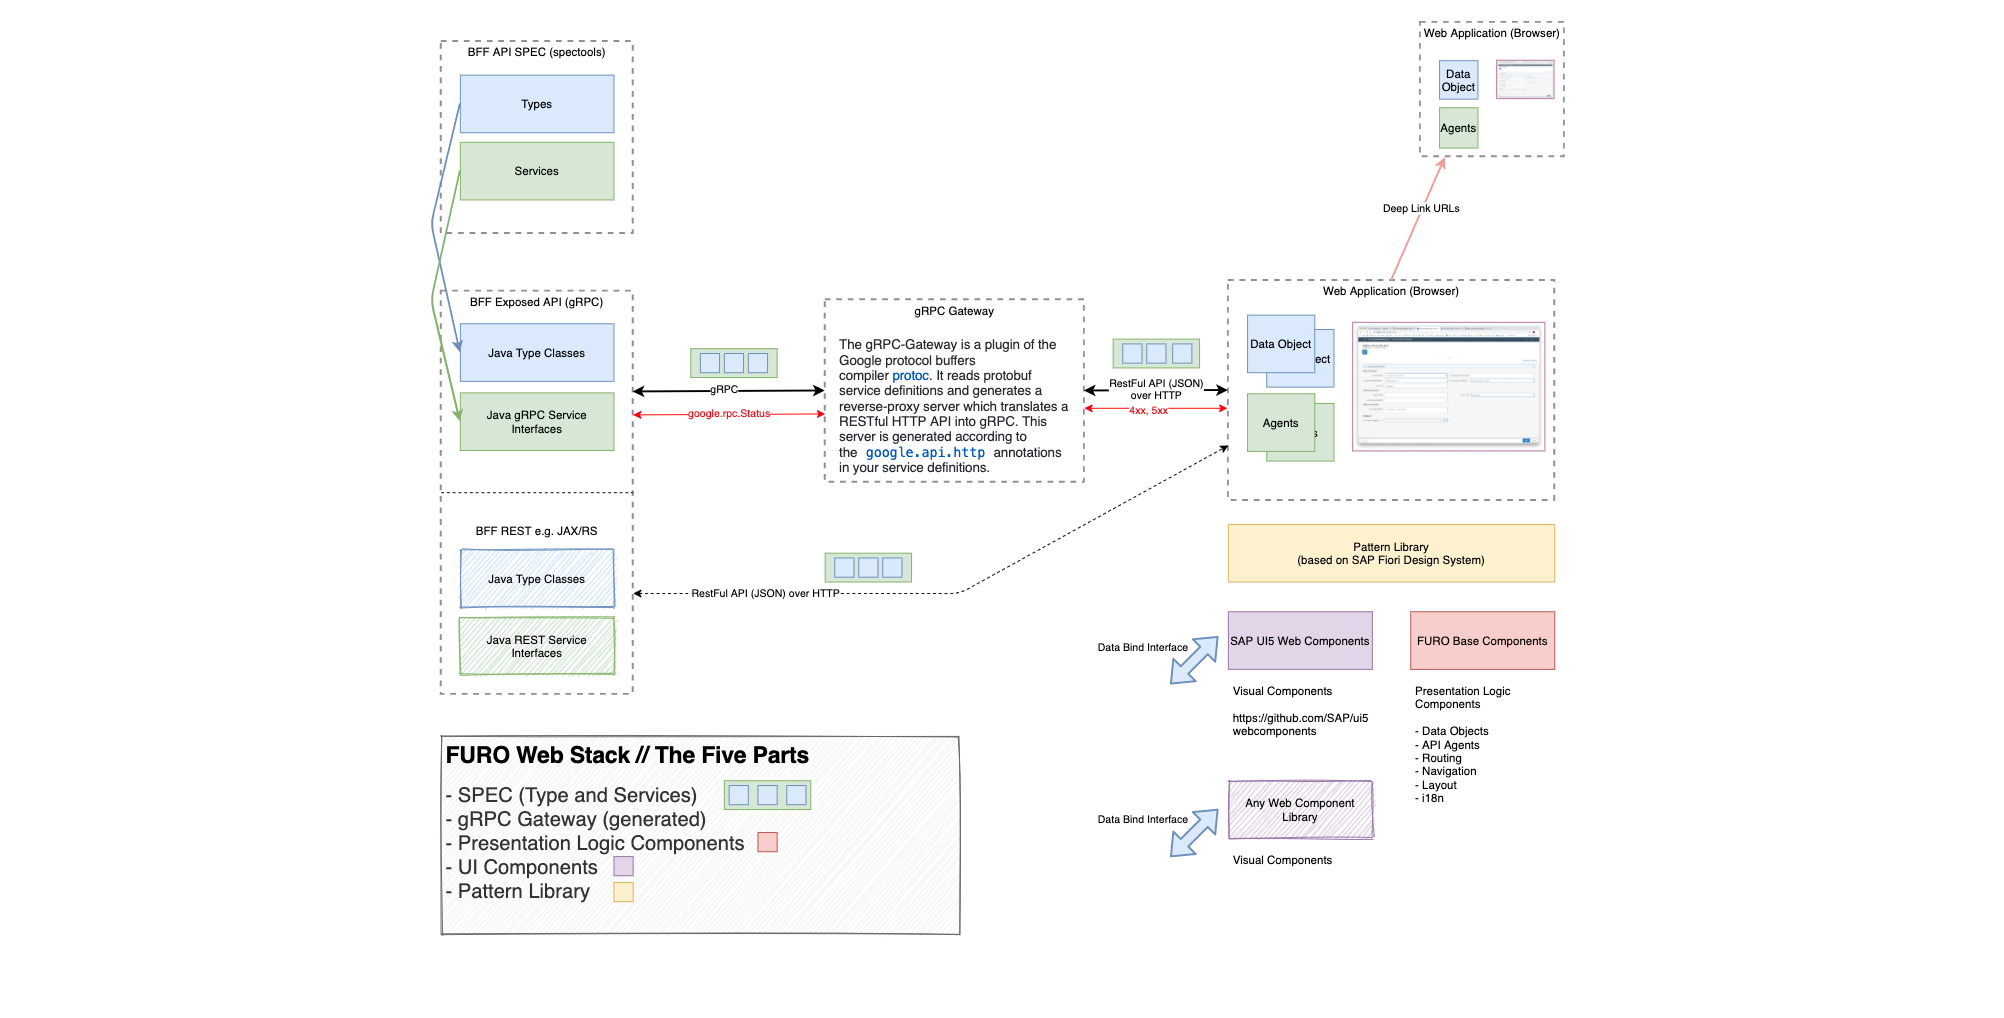 BFF API SPEC (spectools)
Types
Services
BFF Exposed API (gRPC)
Java Type Classes
Java gRPC Service
Interfaces
BFF REST e.g. JAX/RS
Java Type Classes
Java REST Service
Interfaces
gRPC
google.rpc.Status
gRPC Gateway
The gRPC-Gateway is a plugin of the
Google protocol buffers
compiler protoc. It reads protobuf
service definitions and generates a
reverse-proxy server which translates a
RESTful HTTP API into gRPC. This
server is generated according to
the google.api.http annotations
in your service definitions.
RestFul API (JSON)
over HTTP
4xx, 5xx
RestFul API (JSON) over HTTP
Web Application (Browser)
Data
Object
Agents
Deep Link URLs
Web Application (Browser)
Data Object
ect
Agents
s
Pattern Library
(based on SAP Fiori Design System)
Data Bind Interface
SAP UI5 Web Components
Visual Components
https://github.com/SAP/ui5
webcomponents
FURO Base Components
Presentation Logic
Components
- Data Objects
- API Agents
- Routing
- Navigation
- Layout
- i18n
Data Bind Interface
Any Web Component
Library
Visual Components
FURO Web Stack // The Five Parts
- SPEC (Type and Services)
- gRPC Gateway (generated)
- Presentation Logic Components
- UI Components
- Pattern Library